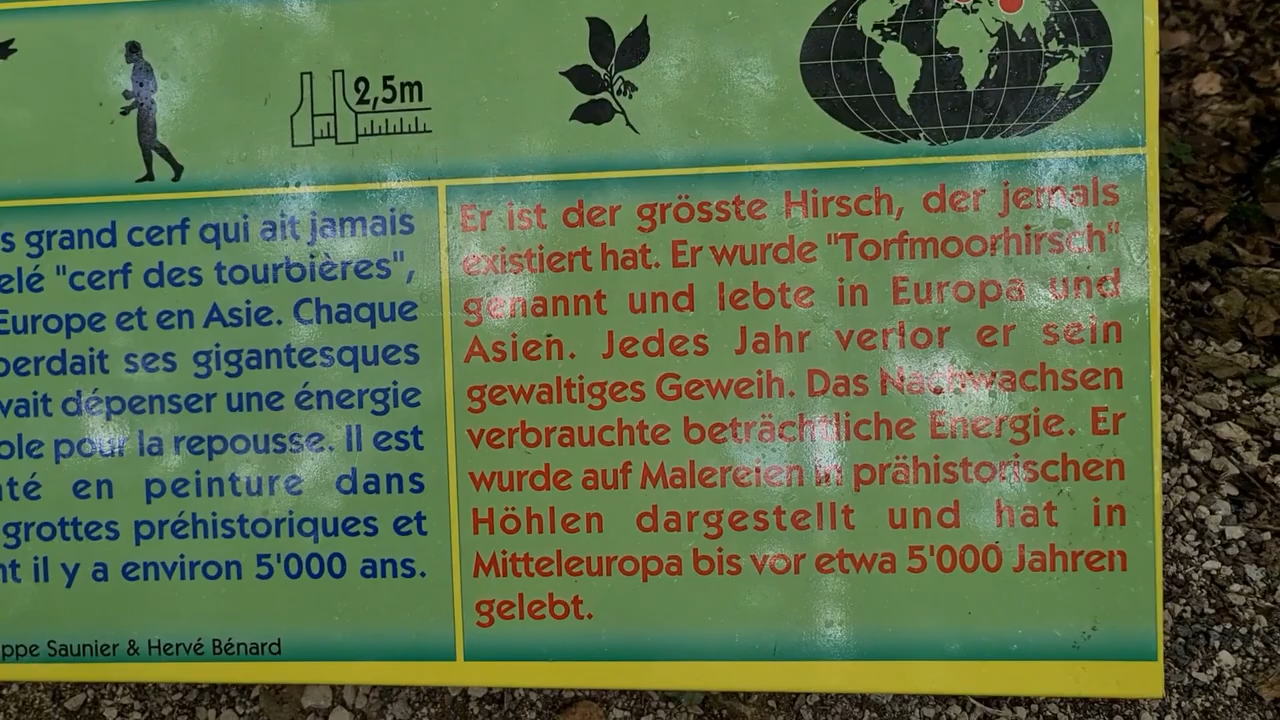 2,5m
s grand cerf qui ait jamais
elé "cerf des tourbières",
Europe et en Asie. Chaque
perdait ses gigantesques
vait dépenser une énergie
ble pour la repousse. Il est
té en peinture dans
grottes préhistoriques et
nt il y a environ 5'000 ans.
ppe Saunier & Hervé Bénard
Er ist der grösste Hirsch, der jemals
existiert hat. Er wurde "Torfmoorhirsch"
genannt und lebte in Europa und
Asien. Jedes Jahr verlor er sein
gewaltiges Geweih. Das Nachwachsen
verbrauchte beträchtliche Energie. Er
wurde auf Malereien in prähistorischen
Höhlen dargestellt und hat in
Mitteleuropa bis vor etwa 5'000 Jahren
gelebt.